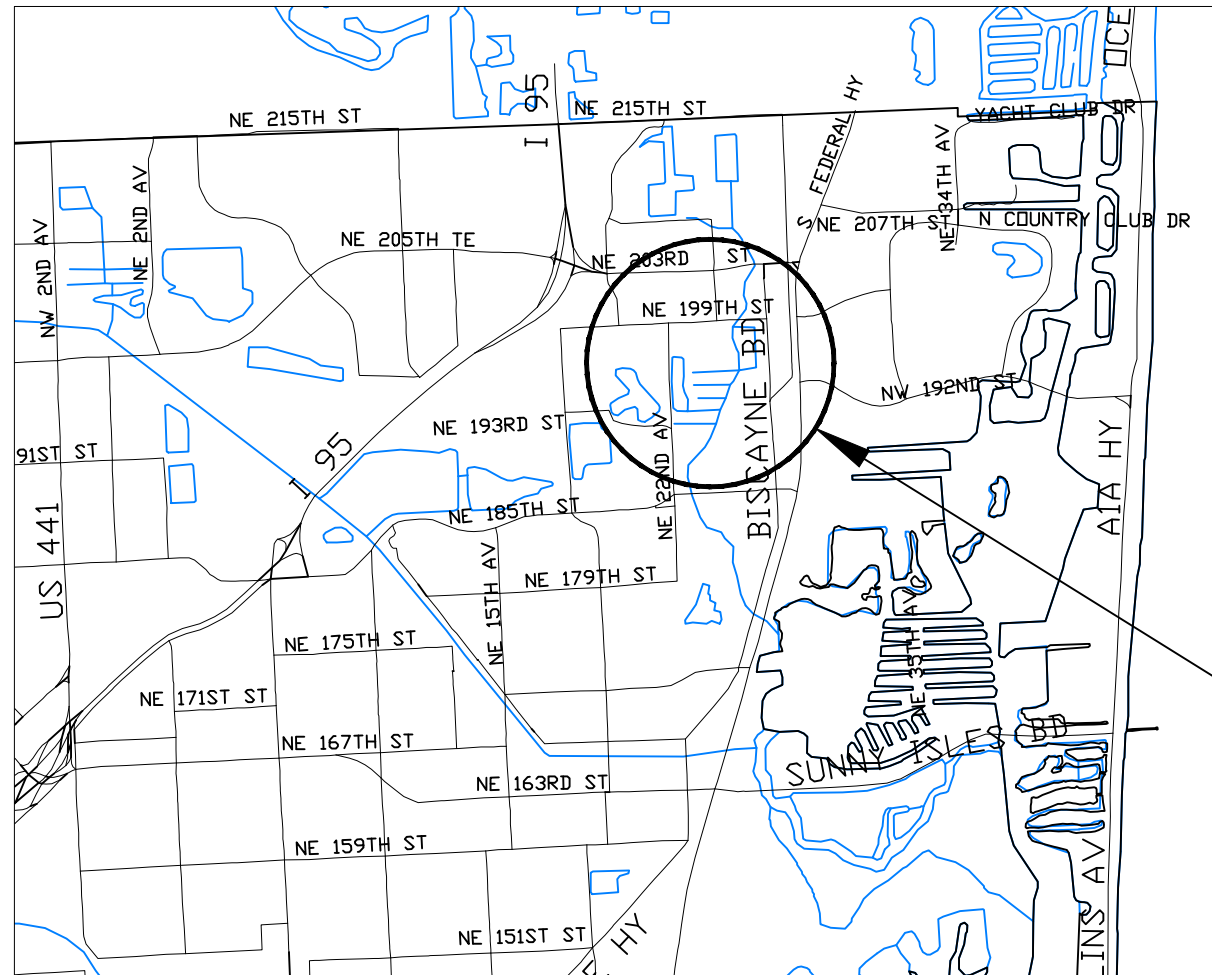 OCE
I 95
NE 215TH ST
NE 215TH ST
YACHT CLUB DR
S FEDERAL HY
NE 34TH AV
NE 2ND AV
NW 2ND AV
NE 207TH ST
N COUNTRY CLUB DR
NE 205TH TE
NE 203RD ST
NE 199TH ST
BISCAYNE BD
NW 192ND ST
NE 193RD ST
NE 22ND AV
91ST ST
I 95
A1A HY
NE 185TH ST
US 441
NE 179TH ST
NE 15TH AV
NE 35TH AV
NE 175TH ST
NE 171ST ST
NE 167TH ST
SUNNY ISLES BD
NE 163RD ST
NE 159TH ST
INS AV
NE 151ST ST
E HY